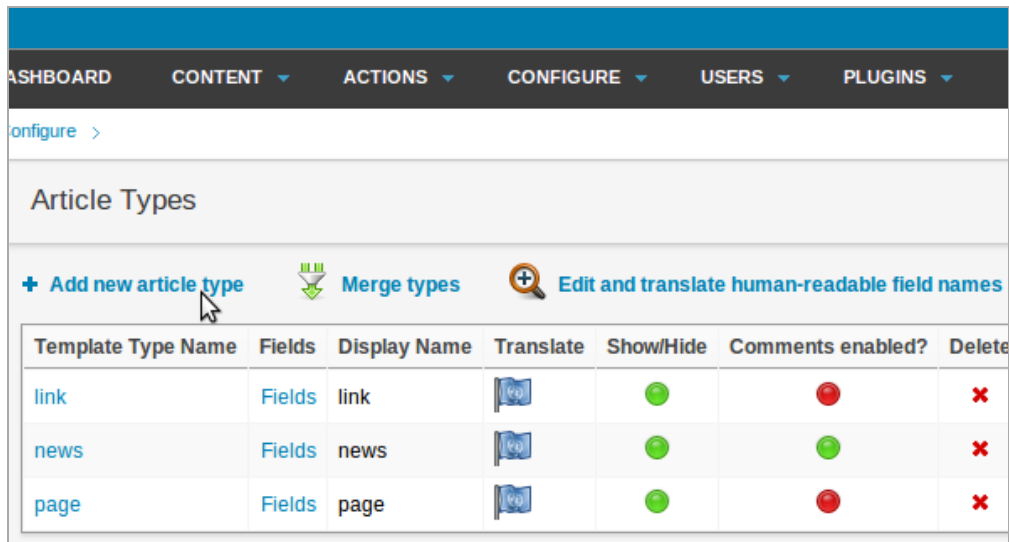 ASHBOARD CONTENT ACTIONS CONFIGURE USERS PLUGINS
onfigure >
Article Types
+ Add new article type Merge types Edit and translate human-readable field names
Template Type Name Fields Display Name Translate Show/Hide Comments enabled? Delete
link Fields link
news Fields news
page Fields page